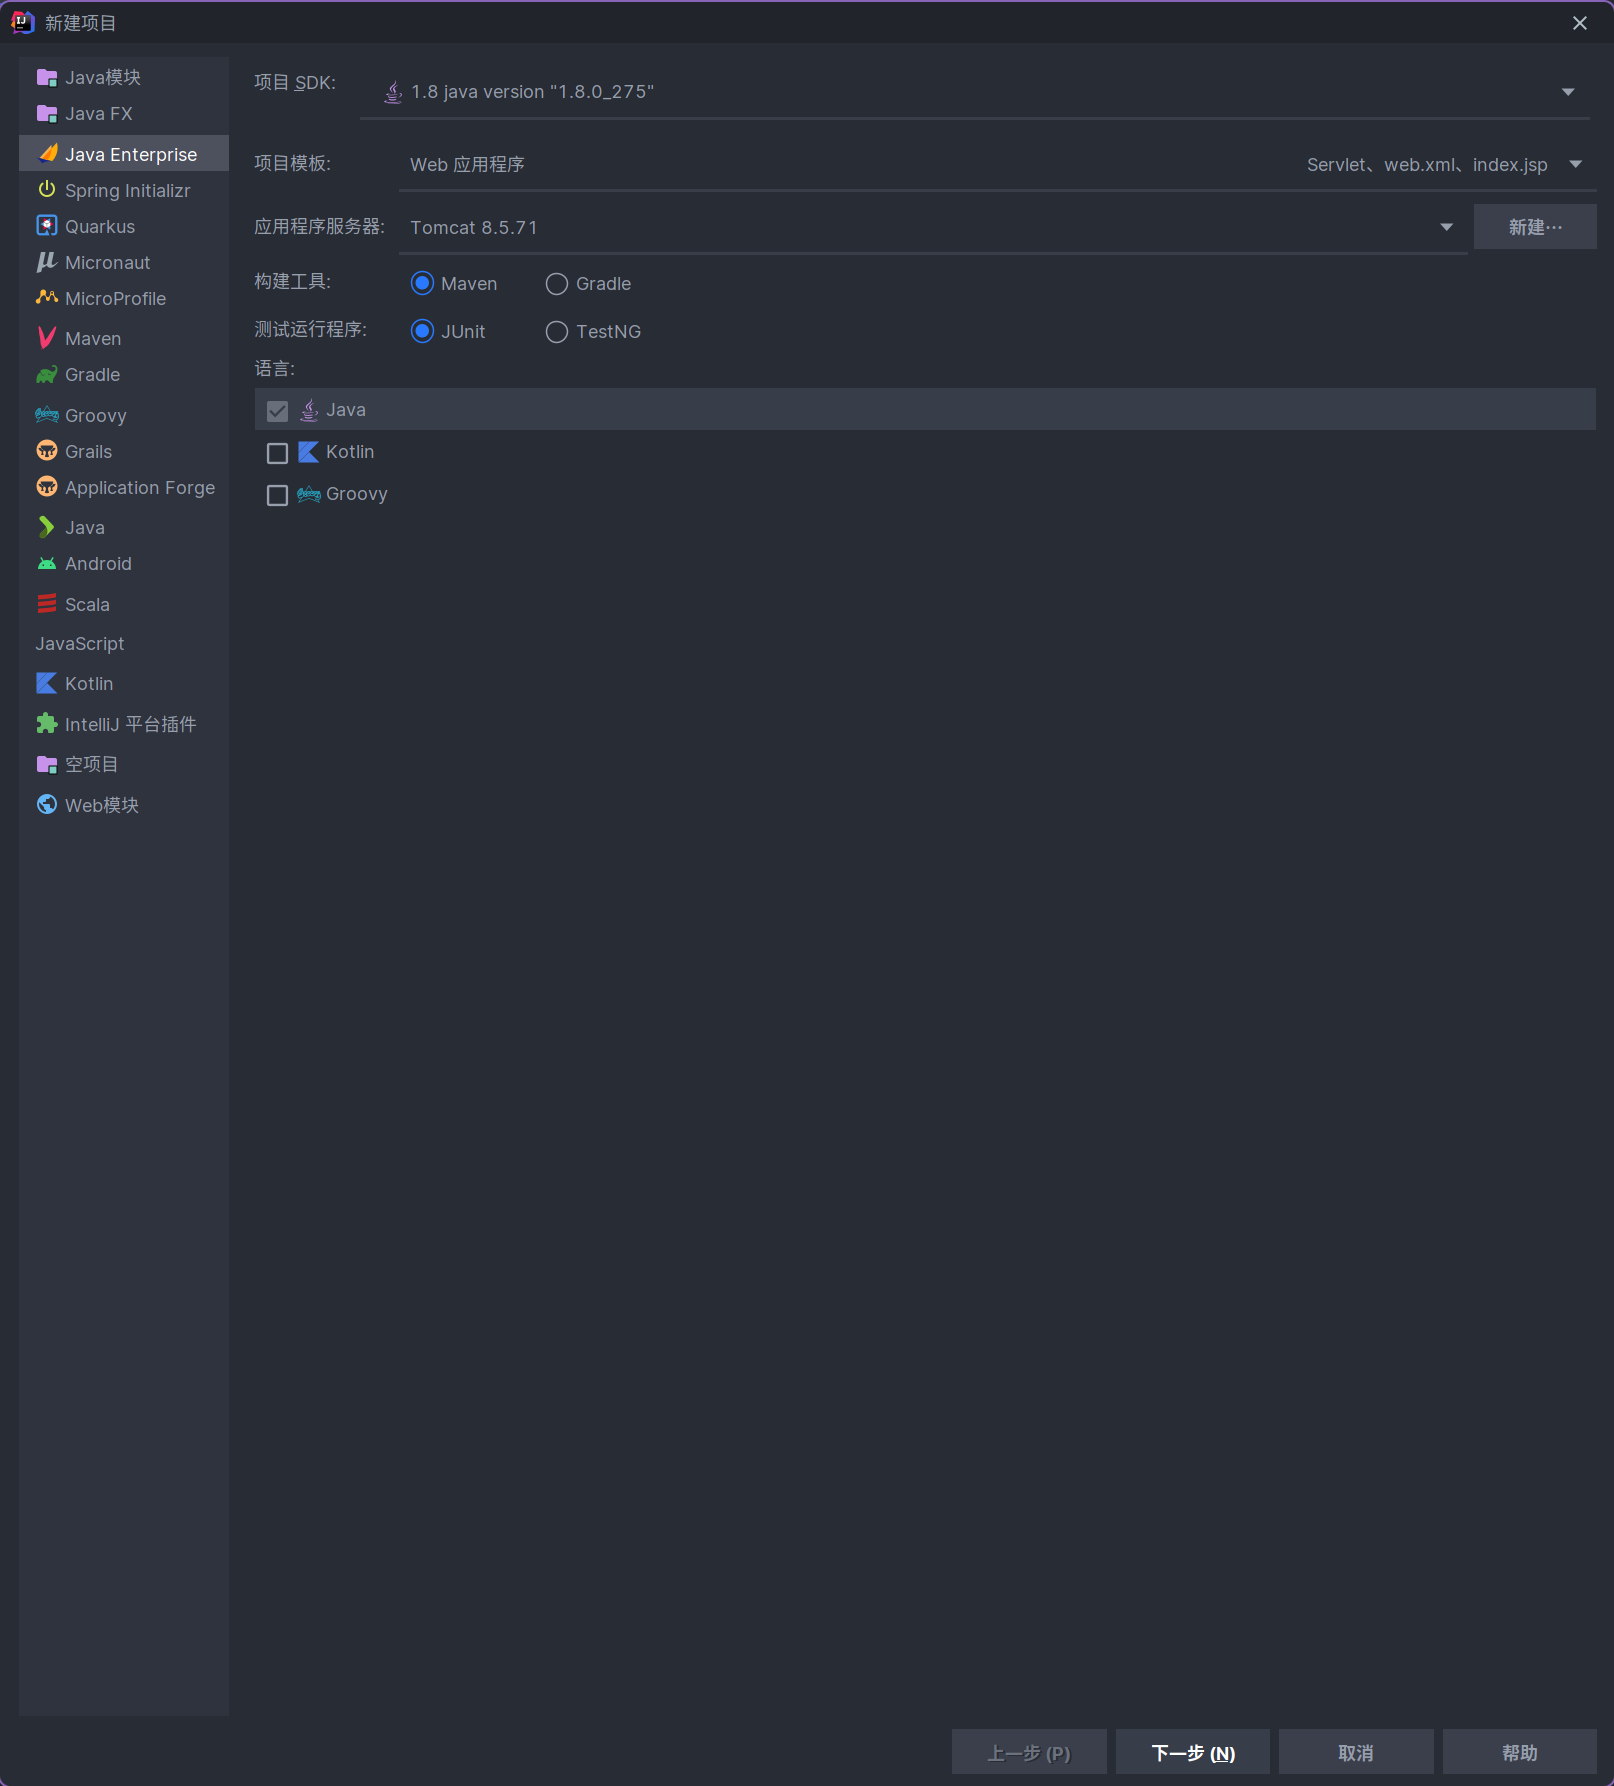 新建项目
Java模块
Java FX
Java Enterprise
Spring Initializr
Quarkus
Micronaut
MicroProfile
Maven
Gradle
Groovy
Grails
Application Forge
Java
Android
Scala
JavaScript
Kotlin
IntelliJ 平台插件
空项目
Web模块
项目 SDK: 1.8 java version "1.8.0_275"
项目模板: Web 应用程序 Servlet、web.xml、index.jsp
应用程序服务器: Tomcat 8.5.71 新建···
构建工具: Maven Gradle
测试运行程序: JUnit TestNG
语言:
Java
Kotlin
Groovy
上一步 (P) 下一步 (N) 取消 帮助